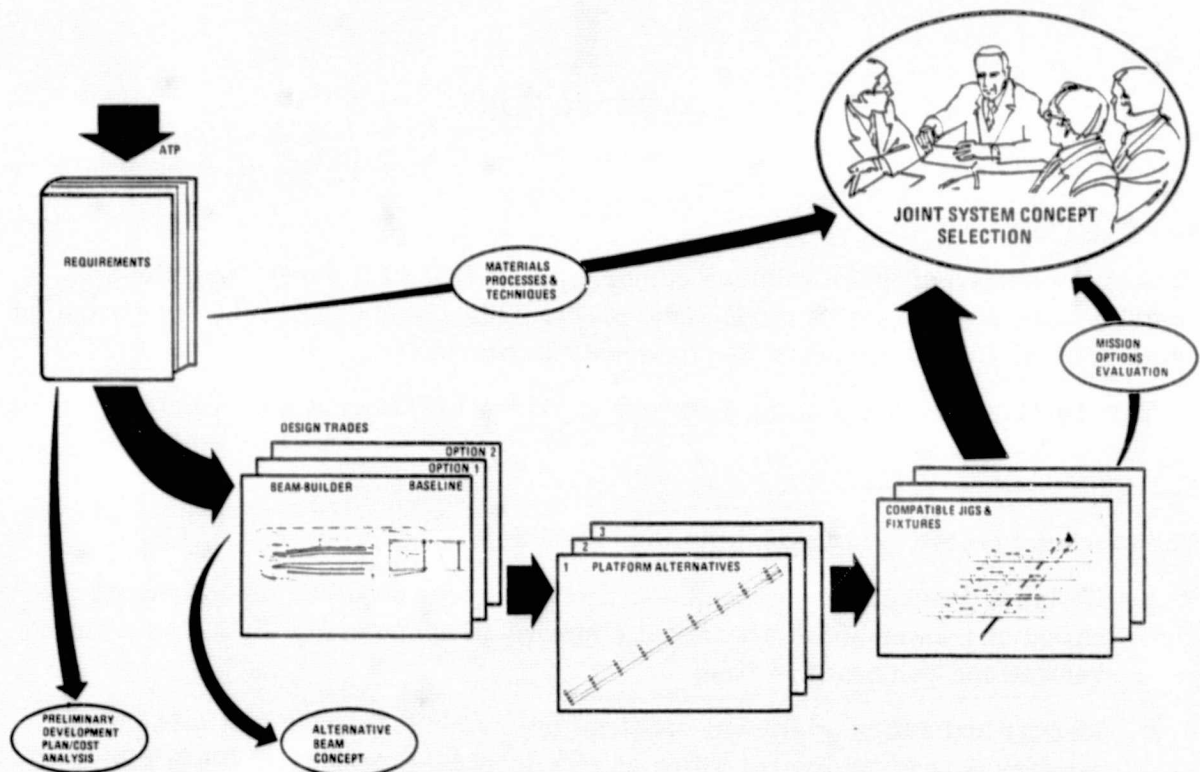 ATP
REQUIREMENTS
MATERIALS
PROCESSES &
TECHNIQUES
JOINT SYSTEM CONCEPT
SELECTION
MISSION
OPTIONS
EVALUATION
DESIGN TRADES
OPTION 2
OPTION 1
BEAM-BUILDER BASELINE
3
2
1 PLATFORM ALTERNATIVES
COMPATIBLE JIGS &
FIXTURES
PRELIMINARY
DEVELOPMENT
PLAN/COST
ANALYSIS
ALTERNATIVE
BEAM
CONCEPT